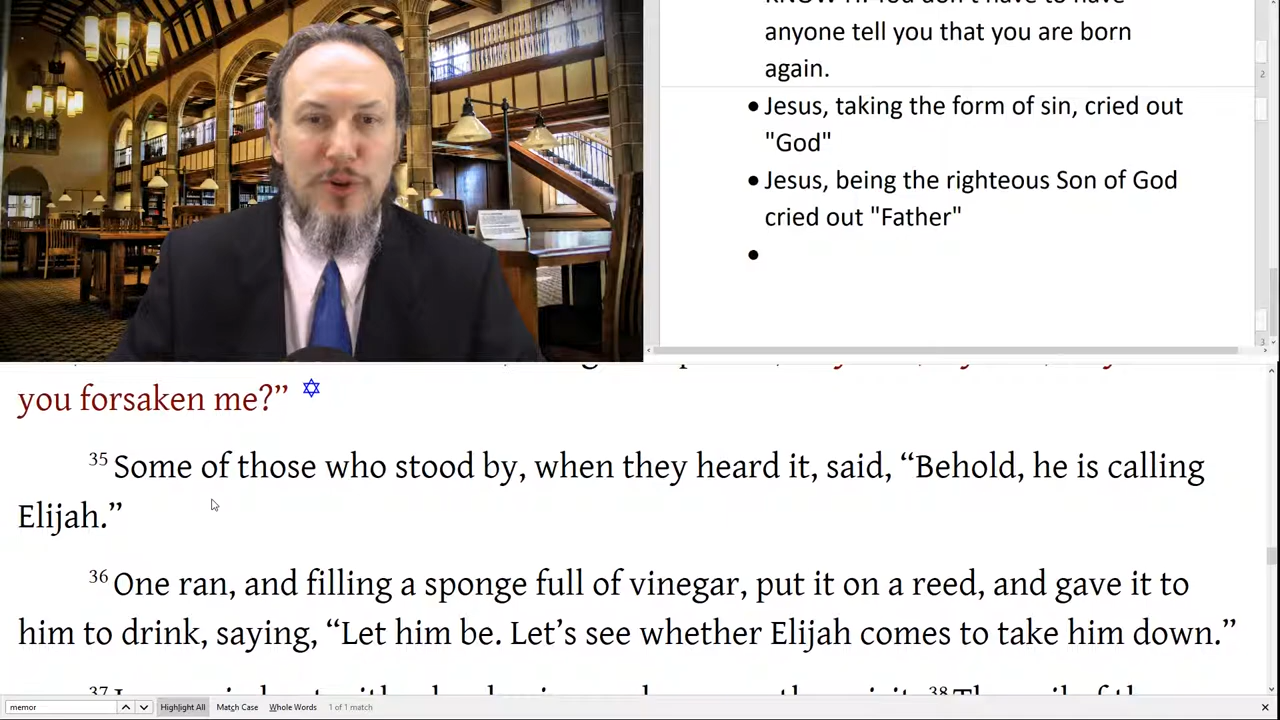 anyone tell you that you are born
again.
• Jesus, taking the form of sin, cried out
"God"
• Jesus, being the righteous Son of God
cried out "Father"
•
2
3
you forsaken me?” ✡
35 Some of those who stood by, when they heard it, said, “Behold, he is calling
Elijah.”
36 One ran, and filling a sponge full of vinegar, put it on a reed, and gave it to
him to drink, saying, “Let him be. Let’s see whether Elijah comes to take him down.”
memor
Highlight All
Match Case
Whole Words
1 of 1 match